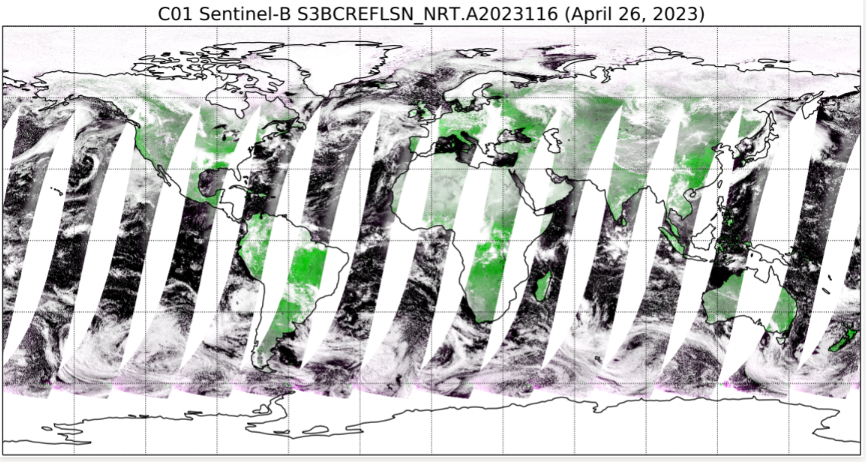 C01 Sentinel-B S3BCREFLSN_NRT.A2023116 (April 26, 2023)